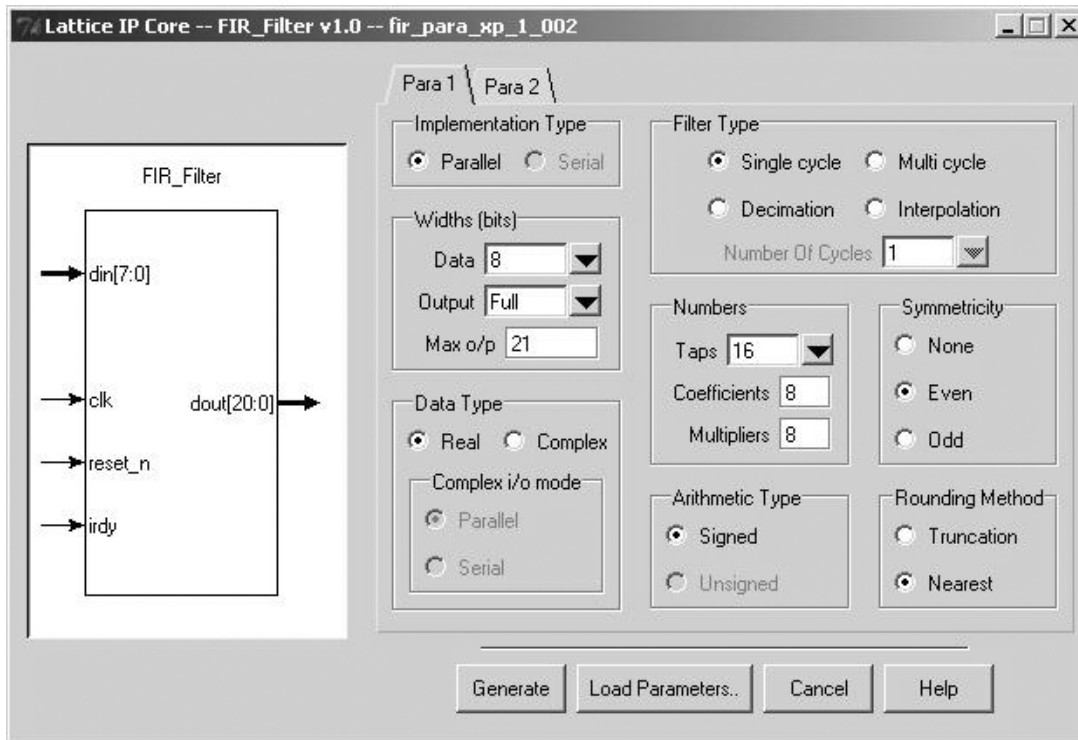 Lattice IP Core -- FIR_Filter v1.0 -- fir_para_xp_1_002
Para 1
Para 2
FIR_Filter
din[7:0]
clk
reset_n
irdy
dout[20:0]
Implementation Type
Parallel
Serial
Widths (bits)
Data 8
Output Full
Max o/p 21
Data Type
Real
Complex
Complex i/o mode
Parallel
Serial
Filter Type
Single cycle
Multi cycle
Decimation
Interpolation
Number Of Cycles 1
Numbers
Taps 16
Coefficients 8
Multipliers 8
Symmetricity
None
Even
Odd
Arithmetic Type
Signed
Unsigned
Rounding Method
Truncation
Nearest
Generate
Load Parameters..
Cancel
Help